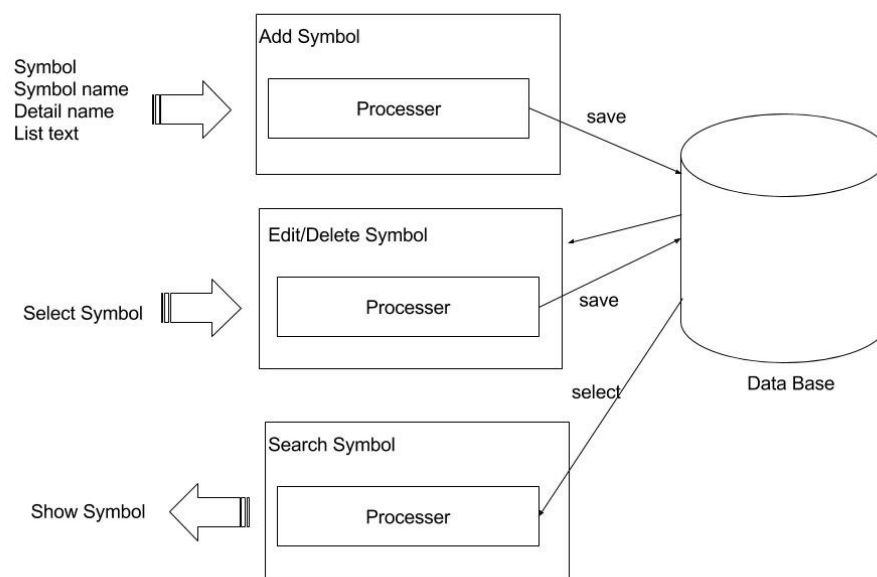 Add Symbol
Symbol
Symbol name
Detail name
List text
Processer
save
Edit/Delete Symbol
Select Symbol
Processer
save
Data Base
select
Search Symbol
Show Symbol
Processer